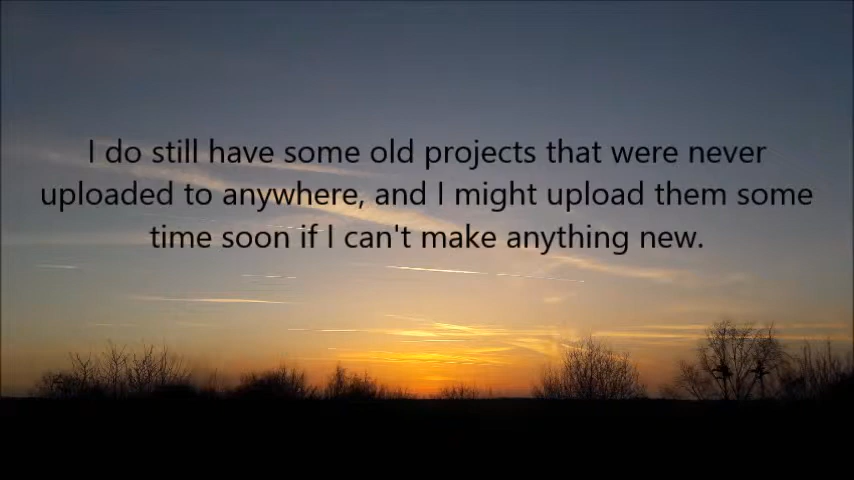 I do still have some old projects that were never
uploaded to anywhere, and I might upload them some
time soon if I can't make anything new.